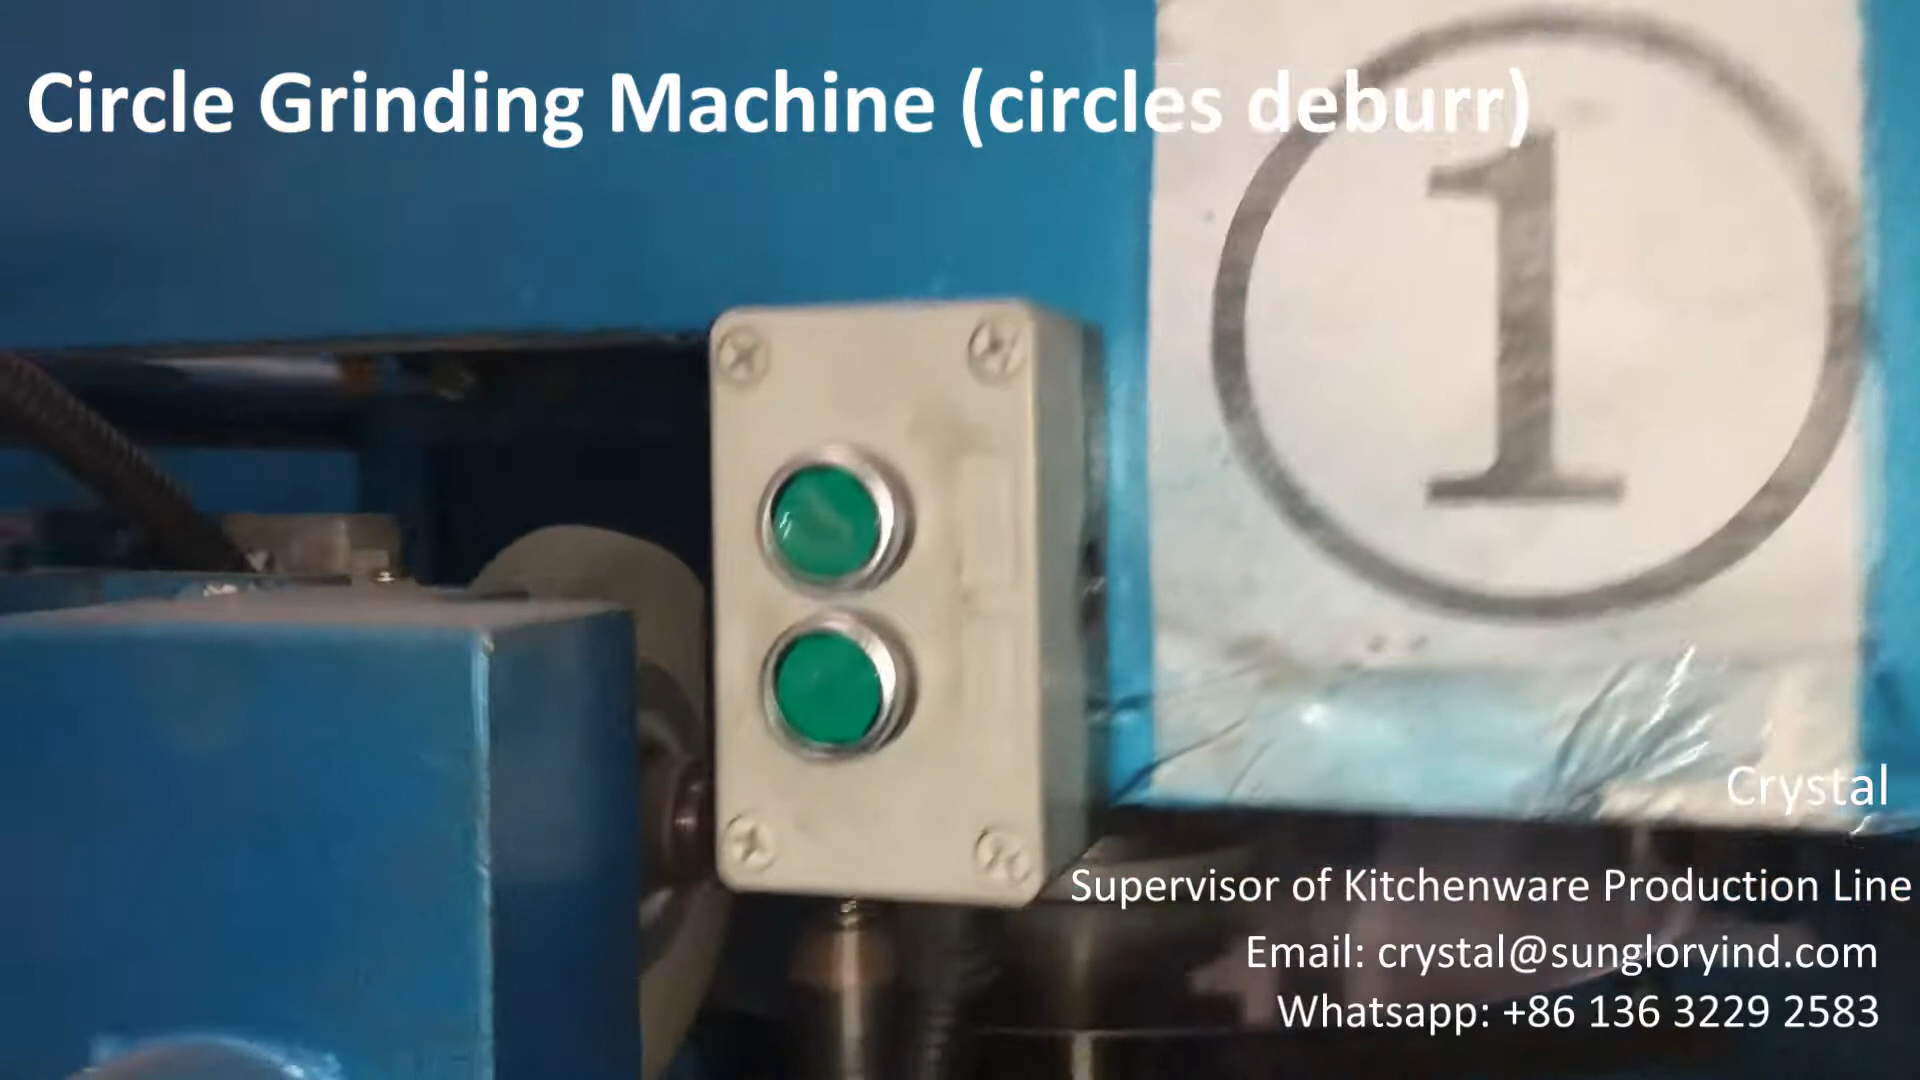 Circle Grinding Machine (circles deburr)
1
Crystal
Supervisor of Kitchenware Production Line
Email: crystal@sungloryind.com
Whatsapp: +86 136 3229 2583